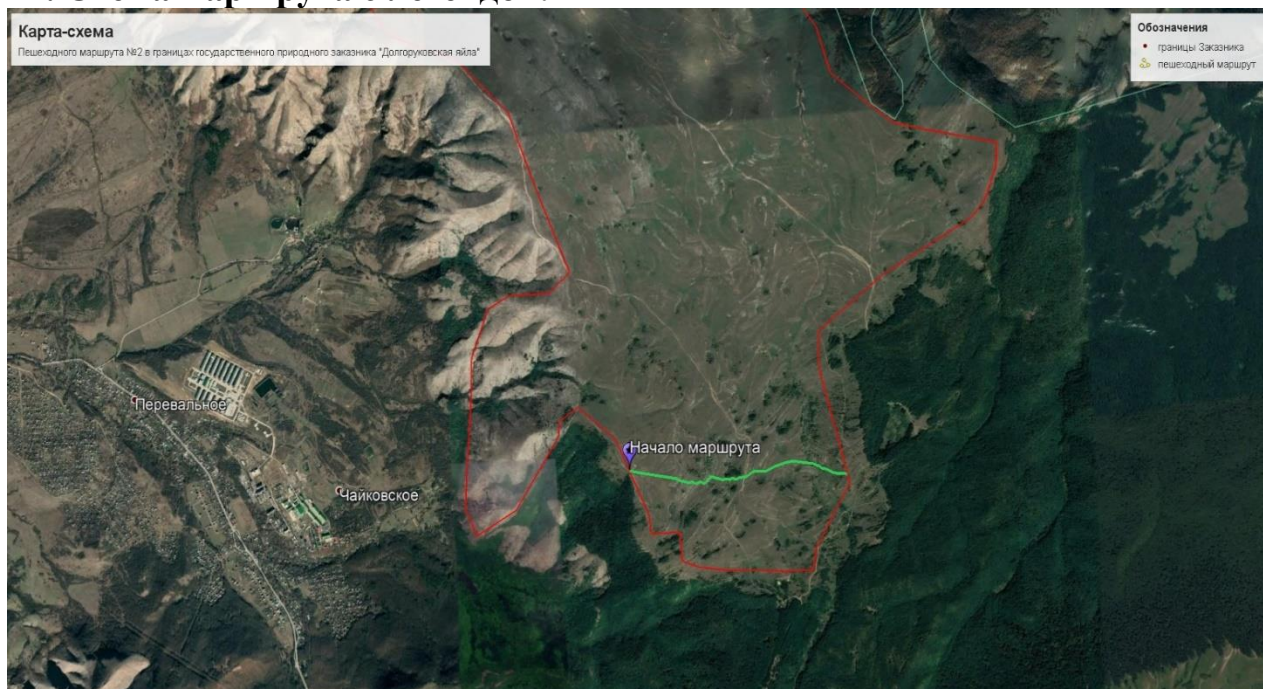 Карта-схема
Пешеходного маршрута №2 в границах государственного природного заказника "Долгоруковская яйла"
Обозначения
границы Заказника
пешеходный маршрут
Перевальное
Начало маршрута
Чайковское